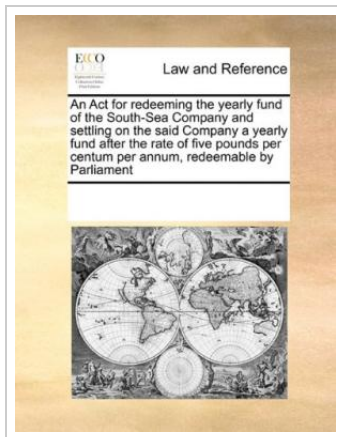 ECCO
Law and Reference
An Act for redeeming the yearly fund
of the South-Sea Company and
settling on the said Company a yearly
fund after the rate of five pounds per
centum per annum, redeemable by
Parliament